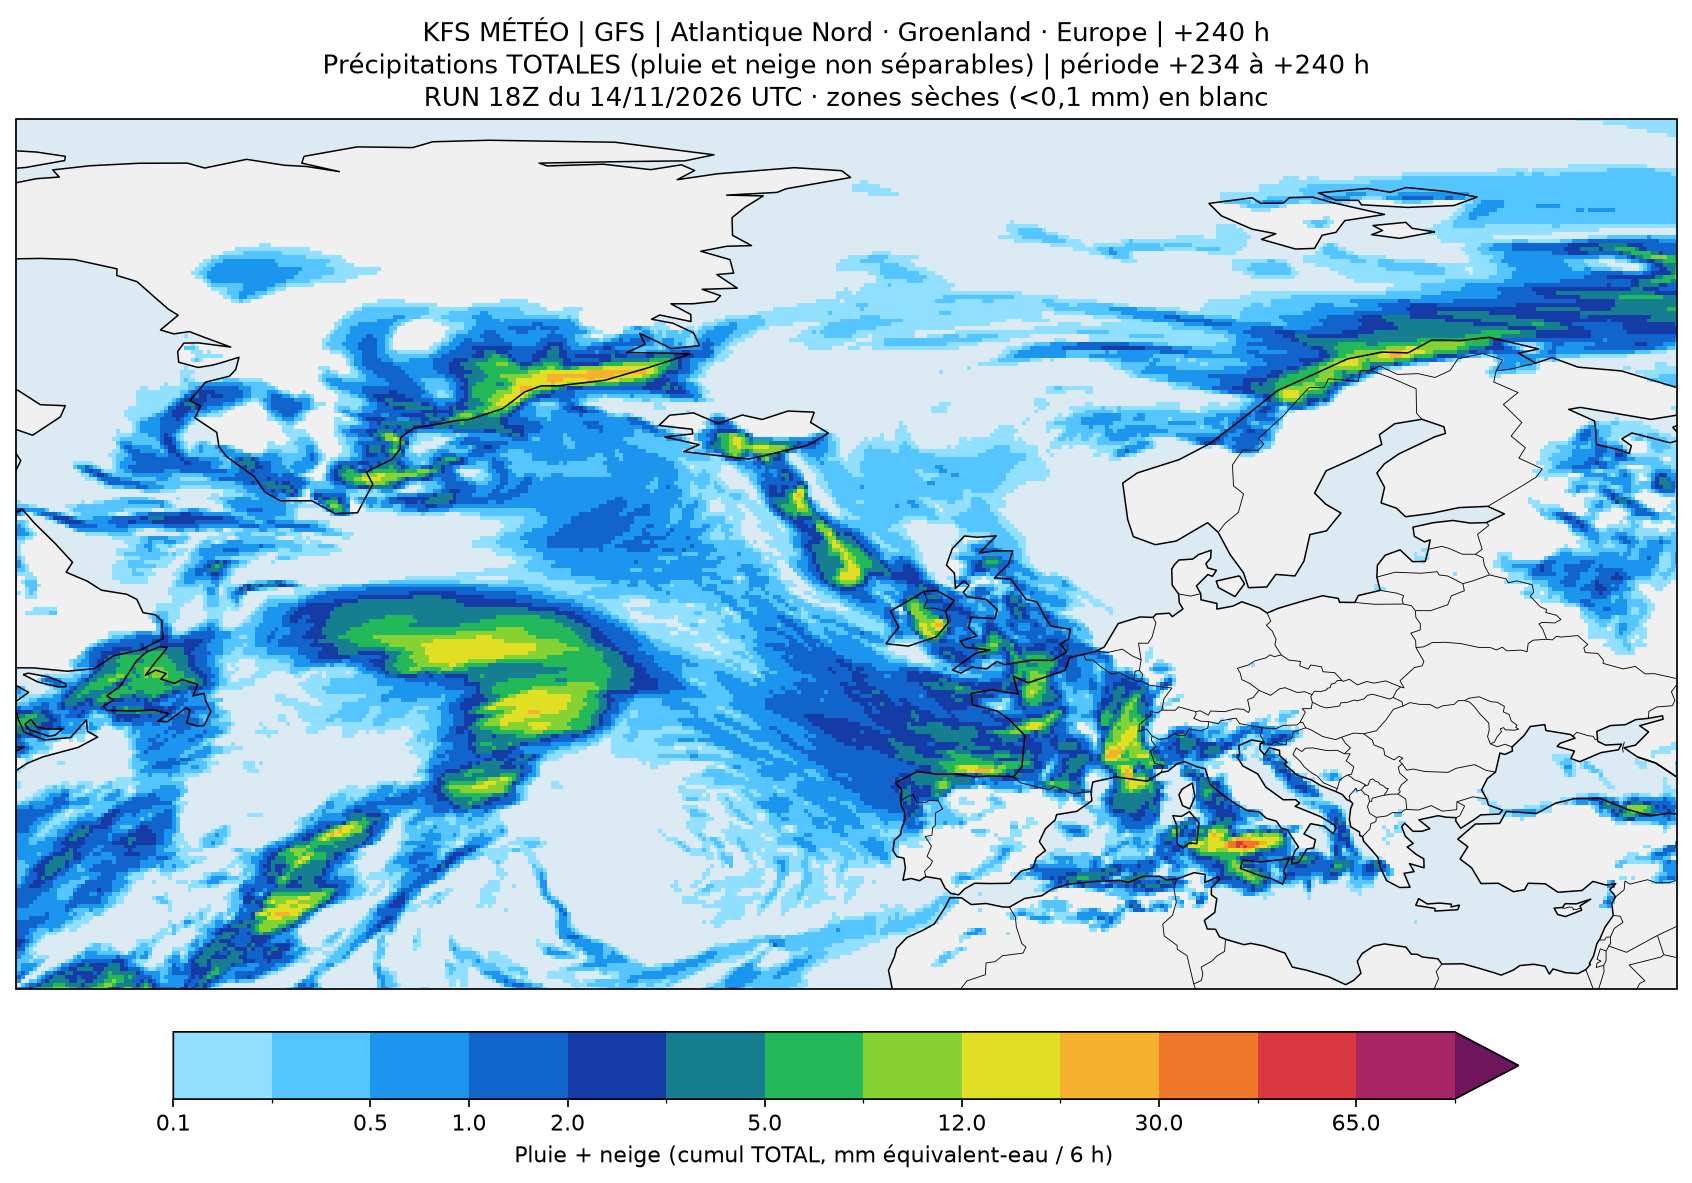 KFS MÉTÉO | GFS | Atlantique Nord · Groenland · Europe | +240 h
Précipitations TOTALES (pluie et neige non séparables) | période +234 à +240 h
RUN 18Z du 14/11/2026 UTC · zones sèches (<0,1 mm) en blanc
0.1 0.5 1.0 2.0 5.0 12.0 30.0 65.0
Pluie + neige (cumul TOTAL, mm équivalent-eau / 6 h)